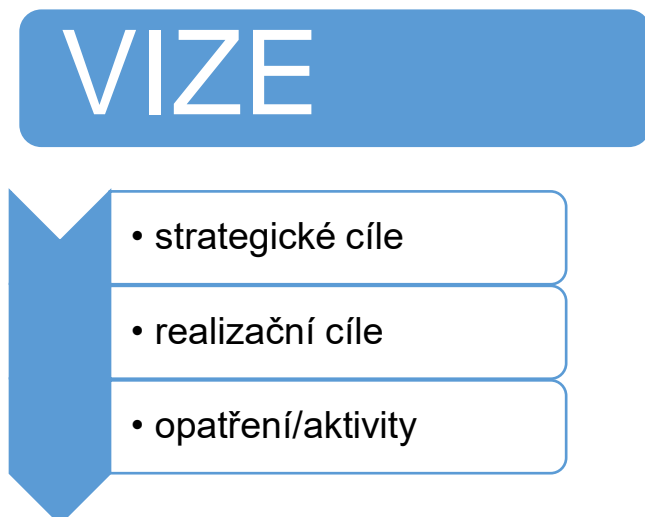 VIZE
• strategické cíle
• realizační cíle
• opatření/aktivity